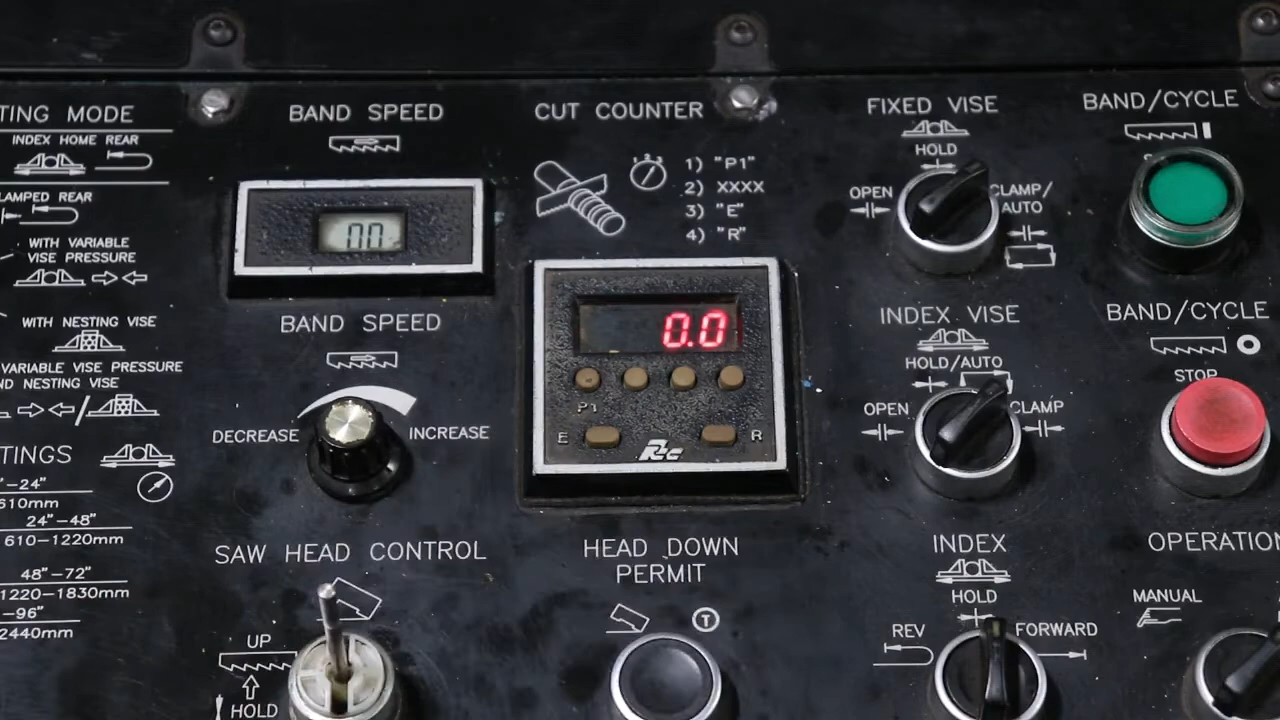 TING MODE
INDEX HOME REAR
LAMPED REAR
WITH VARIABLE
VISE PRESSURE
WITH NESTING VISE
VARIABLE VISE PRESSURE
ND NESTING VISE
TINGS
"-24"
610mm
24"-48"
610-1220mm
48"-72"
1220-1830mm
-96"
2440mm
BAND SPEED
BAND SPEED
DECREASE
INCREASE
SAW HEAD CONTROL
UP
HOLD
CUT COUNTER
1) "P1"
2) XXXX
3) "E"
4) "R"
0.0
P1
E
R
HEAD DOWN
PERMIT
T
FIXED VISE
HOLD
OPEN
CLAMP/
AUTO
INDEX VISE
HOLD/AUTO
OPEN
CLAMP
INDEX
HOLD
REV
FORWARD
BAND/CYCLE
BAND/CYCLE
STOP
OPERATION
MANUAL